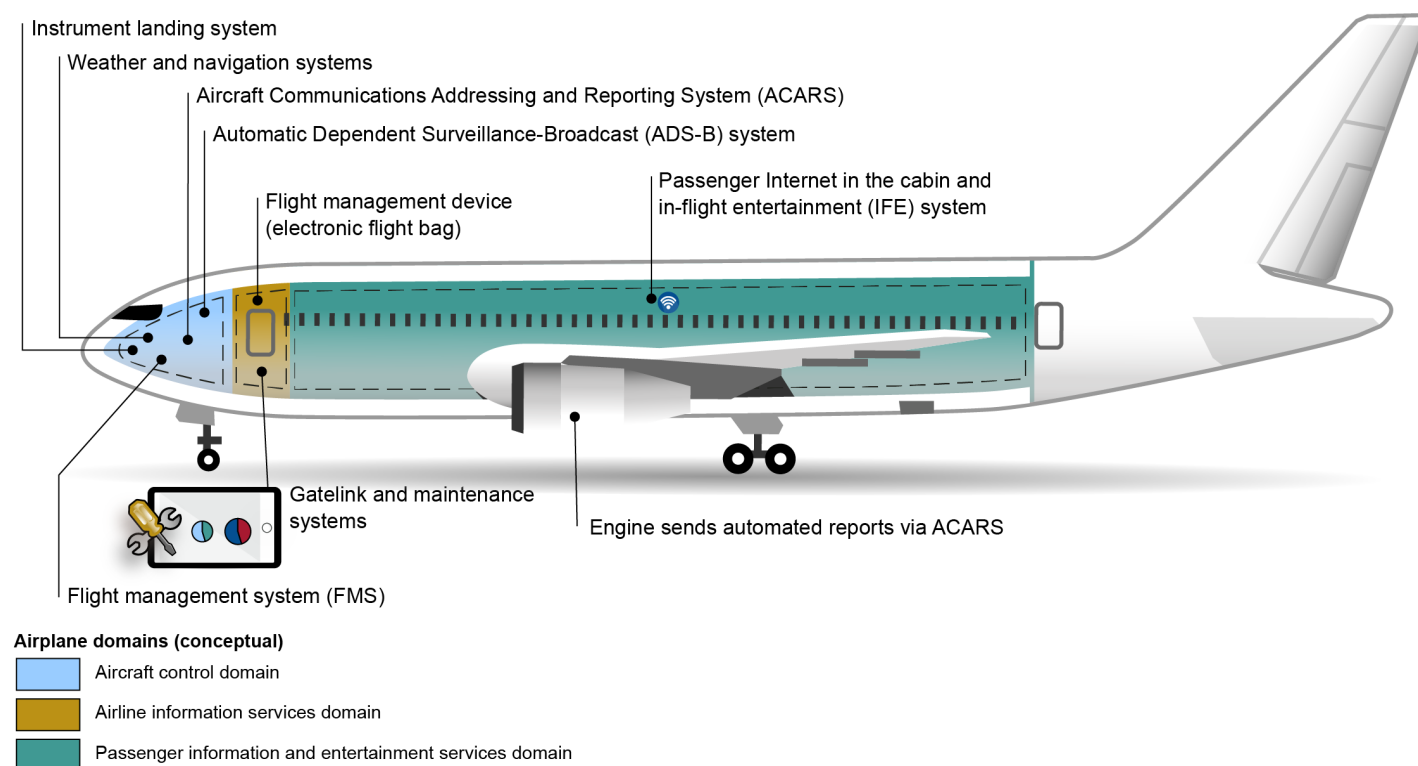 Instrument landing system
Weather and navigation systems
Aircraft Communications Addressing and Reporting System (ACARS)
Automatic Dependent Surveillance-Broadcast (ADS-B) system
Flight management device
(electronic flight bag)
Passenger Internet in the cabin and
in-flight entertainment (IFE) system
Gatelink and maintenance
systems
Engine sends automated reports via ACARS
Flight management system (FMS)
Airplane domains (conceptual)
Aircraft control domain
Airline information services domain
Passenger information and entertainment services domain